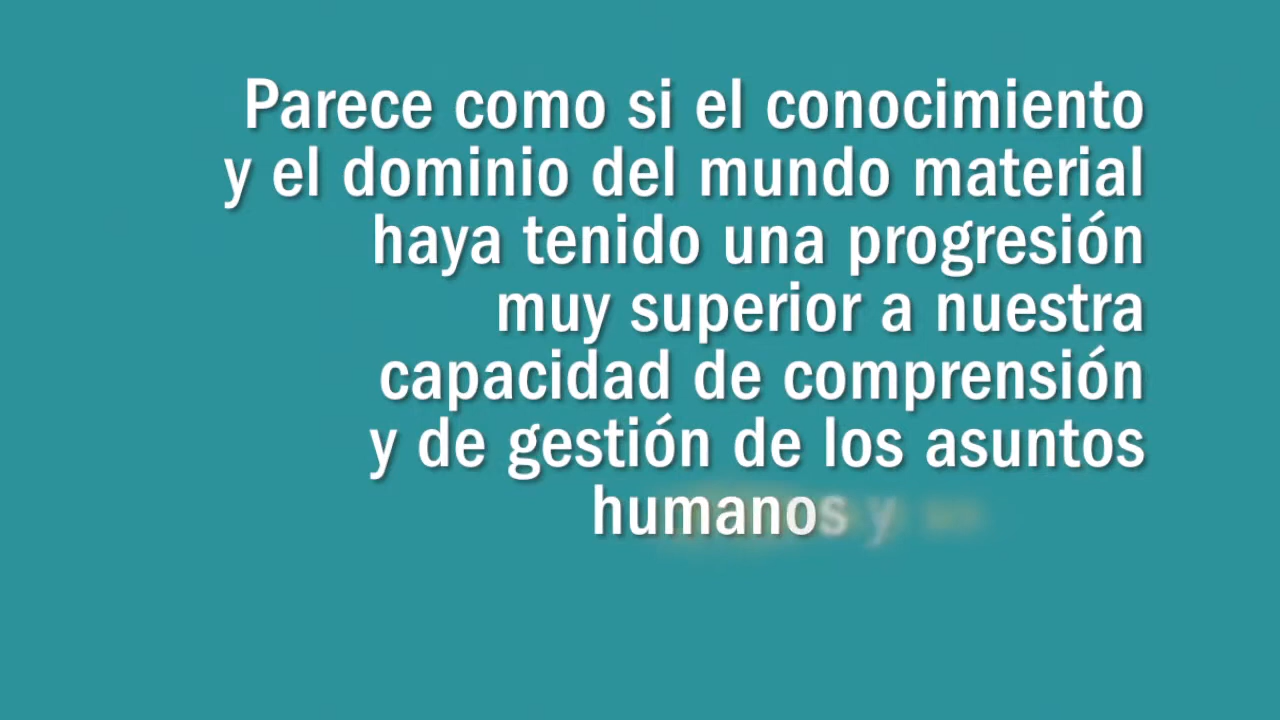 Parece como si el conocimiento
y el dominio del mundo material
haya tenido una progresión
muy superior a nuestra
capacidad de comprensión
y de gestión de los asuntos
humanos y